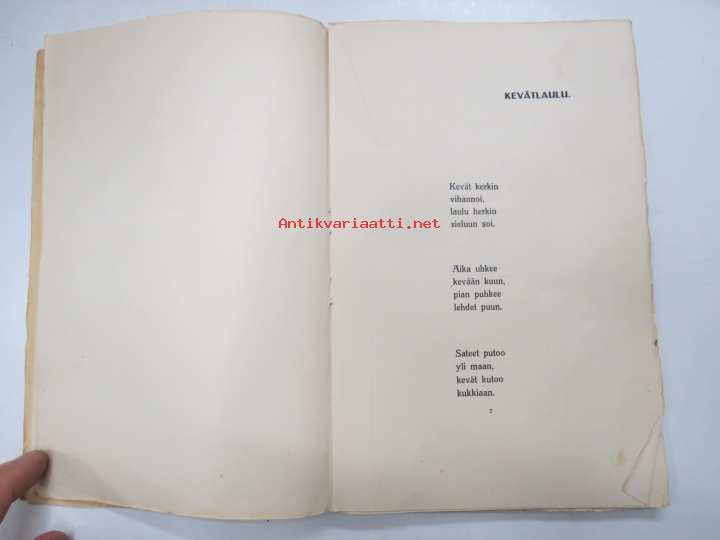 KEVÄTLAULU.
Kevät kerkin
vihannoi,
laulu herkin
sieluun soi.
Antikvariaatti.net
Aika uhkee
kevään kuun,
pian puhkee
lehdet puun.
Sateet putoo
yli maan,
kevät kutoo
kukkiaan.
7